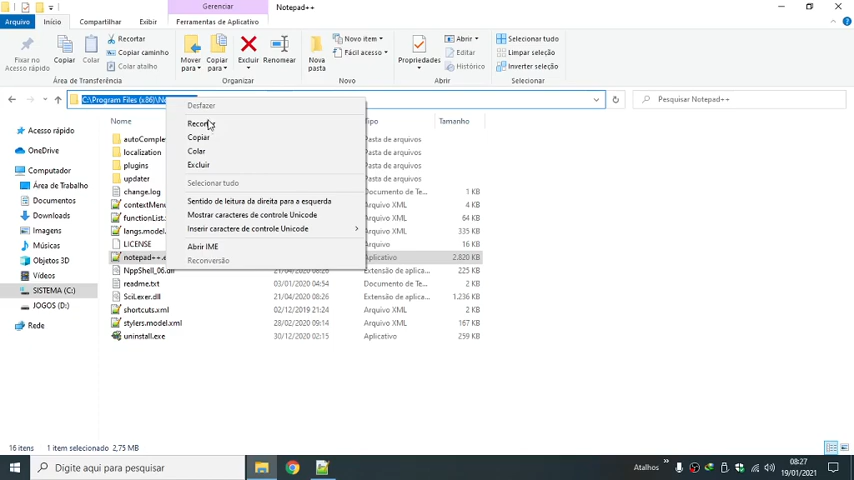 Gerenciar
Notepad++
Arquivo
Início
Compartilhar
Exibir
Ferramentas de Aplicativo
Fixar no Acesso rápido
Copiar
Colar
Recortar
Copiar caminho
Colar atalho
Área de Transferência
Mover para
Copiar para
Excluir
Renomear
Organizar
Nova pasta
Novo item
Fácil acesso
Novo
Propriedades
Abrir
Editar
Histórico
Abrir
Selecionar tudo
Limpar seleção
Inverter seleção
Selecionar
C:\Program Files (x86)\No
Pesquisar Notepad++
Acesso rápido
OneDrive
Computador
Área de Trabalho
Documentos
Downloads
Imagens
Músicas
Objetos 3D
Vídeos
SISTEMA (C:)
JOGOS (D:)
Rede
Desfazer
Copiar
Colar
Excluir
Selecionar tudo
Sentido de leitura da direita para a esquerda
Mostrar caracteres de controle Unicode
Inserir caractere de controle Unicode
Abrir IME
Reconversão
Nome
Tipo
Tamanho
autoComple
Pasta de arquivos
localization
Pasta de arquivos
plugins
Pasta de arquivos
updater
Pasta de arquivos
change.log
Documento de Te...
1 KB
contextMenu
Arquivo XML
4 KB
functionList.
Arquivo XML
64 KB
langs.model.
Arquivo XML
335 KB
LICENSE
Arquivo
16 KB
notepad++.e
Aplicativo
2.820 KB
NppShell_06.dll
21/04/2020 08:26
Extensão de aplica...
225 KB
readme.txt
03/01/2020 04:54
Documento de Te...
2 KB
SciLexer.dll
21/04/2020 08:26
Extensão de aplica...
1.236 KB
shortcuts.xml
02/12/2019 21:24
Arquivo XML
4 KB
stylers.model.xml
28/02/2020 09:14
Arquivo XML
167 KB
uninstall.exe
30/12/2020 02:15
Aplicativo
259 KB
16 itens
1 item selecionado 2,75 MB
Digite aqui para pesquisar
Atalhos
08:27
19/01/2021